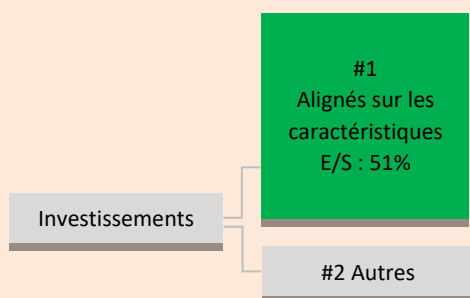 #1
Alignés sur les
caractéristiques
E/S : 51%
Investissements
#2 Autres